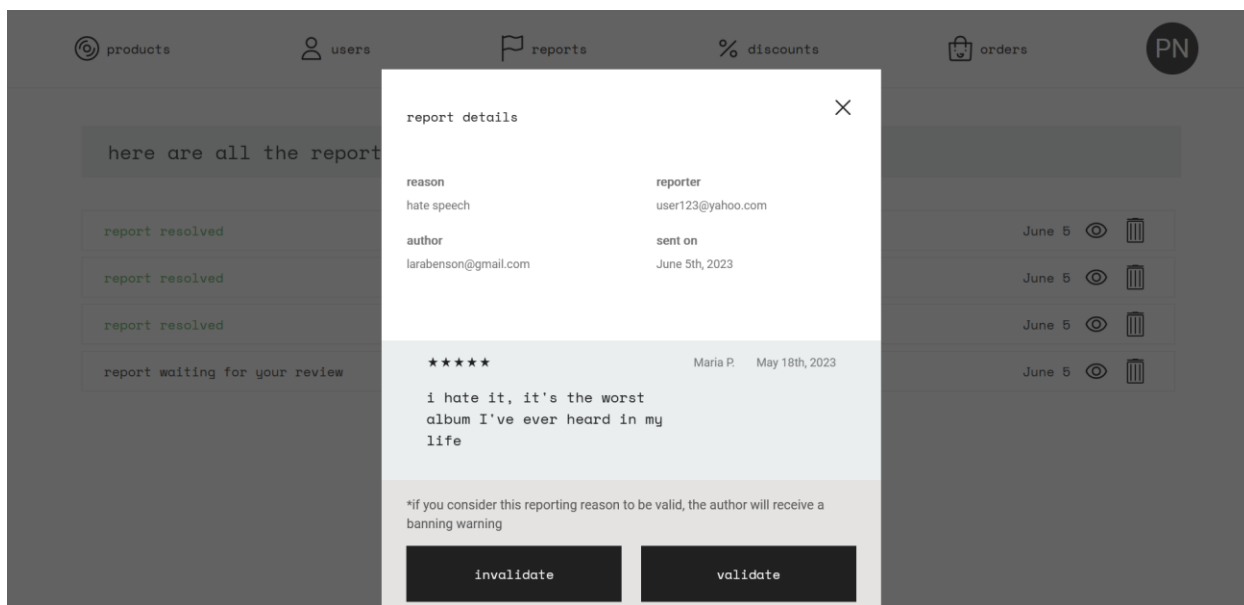 products users reports discounts orders PN
report details
here are all the report
reason reporter
hate speech user123@yahoo.com
author sent on
larabenson@gmail.com June 5th, 2023
report resolved June 5
report resolved June 5
report resolved June 5
report waiting for your review June 5
★★★★★ Maria P. May 18th, 2023
i hate it, it's the worst
album I've ever heard in my
life
*if you consider this reporting reason to be valid, the author will receive a
banning warning
invalidate validate